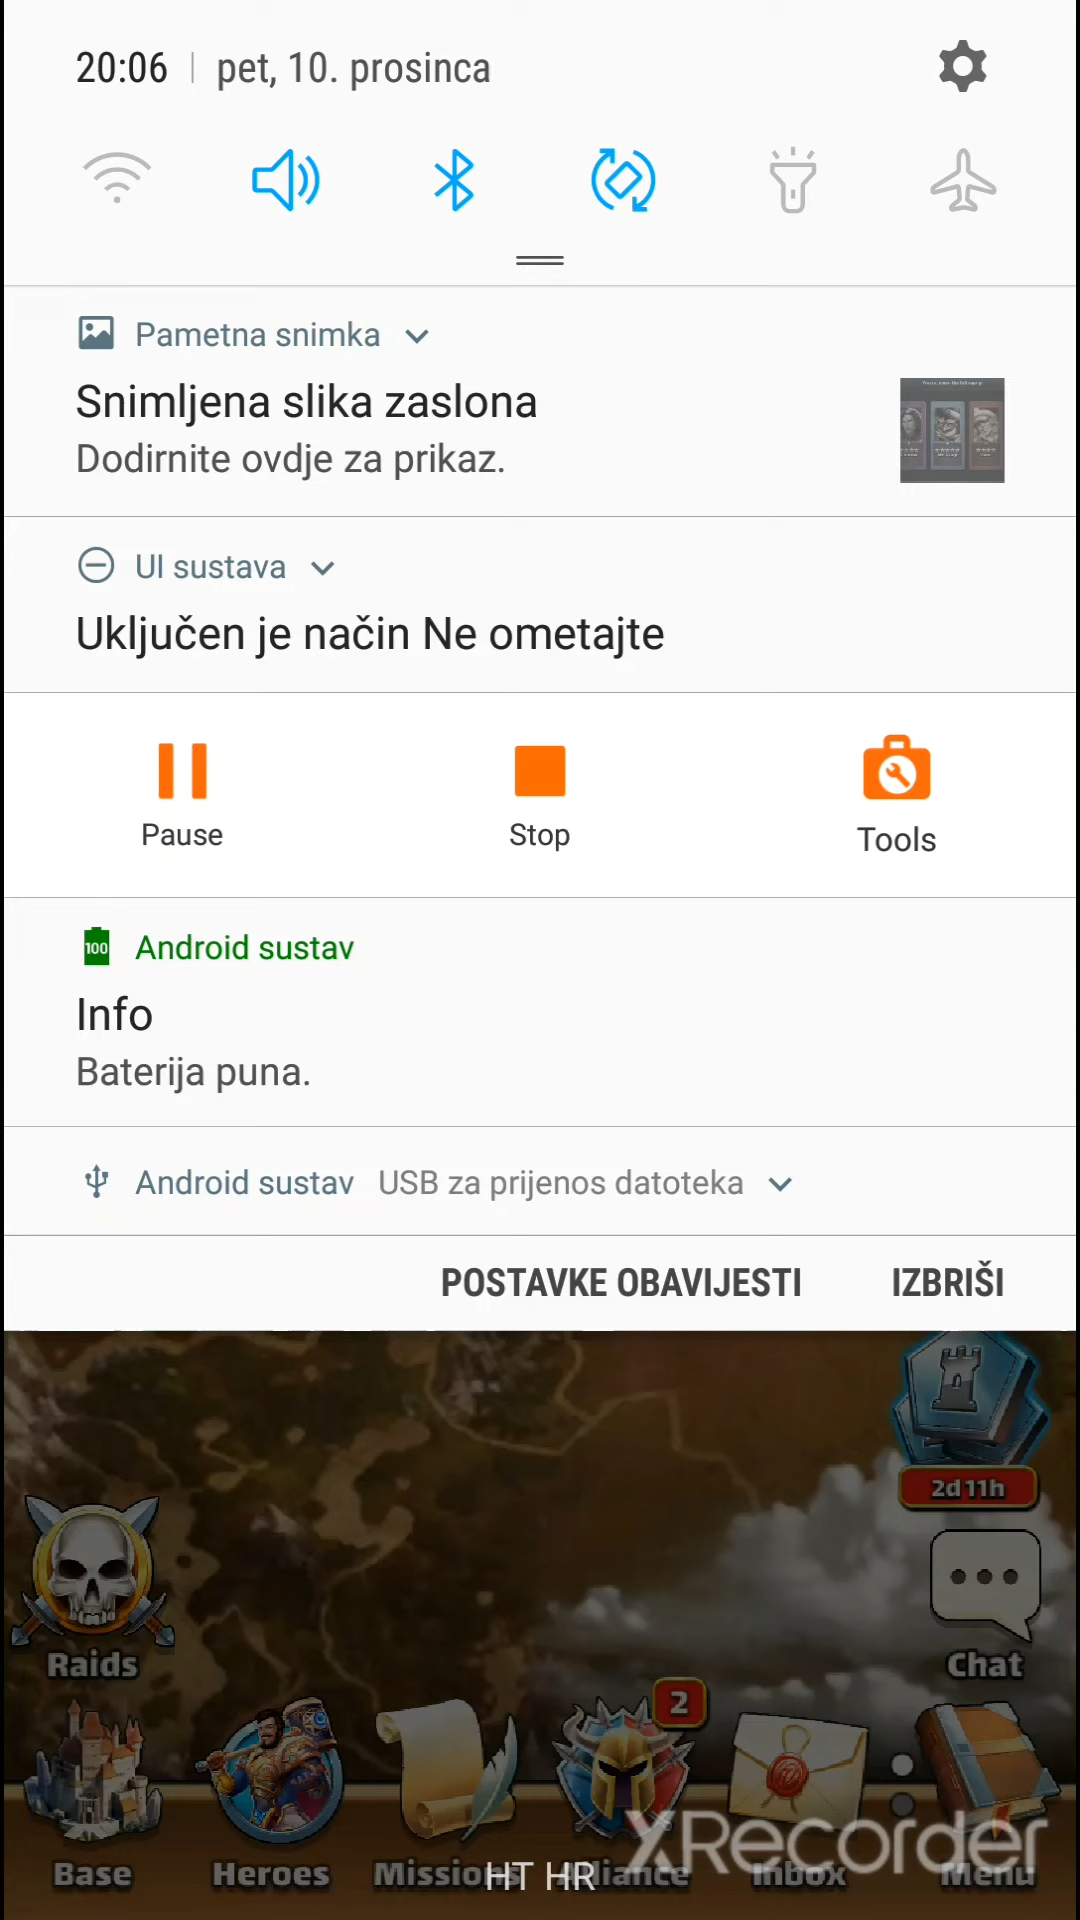 20:06 | pet, 10. prosinca
Pametna snimka
Snimljena slika zaslona
Dodirnite ovdje za prikaz.
UI sustava
Uključen je način Ne ometajte
Pause
Stop
Tools
100
Android sustav
Info
Baterija puna.
Android sustav USB za prijenos datoteka
POSTAVKE OBAVIJESTI
IZBRIŠI
2d 11h
Raids
Chat
2
XRecorder
Base
Heroes
HT HR
Inbox
Menu